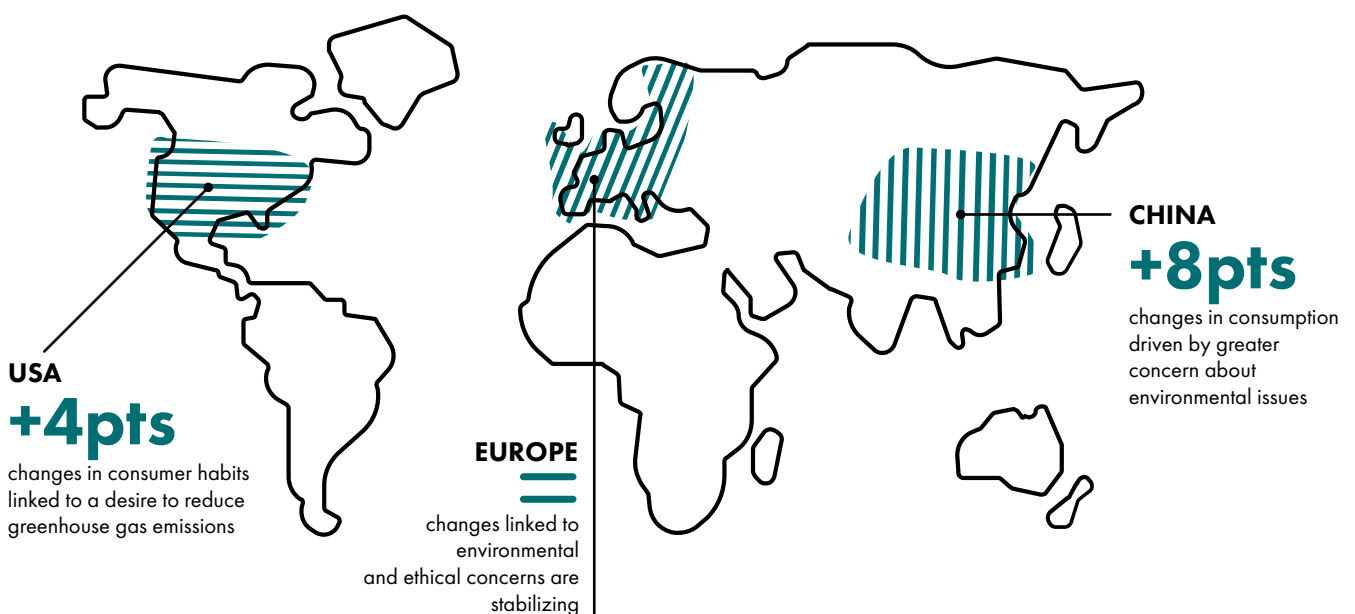 USA
+4pts
changes in consumer habits
linked to a desire to reduce
greenhouse gas emissions
EUROPE
=
changes linked to
environmental
and ethical concerns are
stabilizing
CHINA
+8pts
changes in consumption
driven by greater
concern about
environmental issues